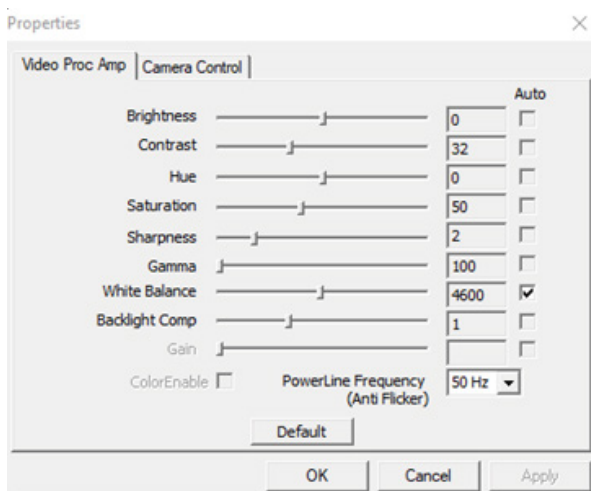 Properties
Video Proc Amp Camera Control
Auto
Brightness 0
Contrast 32
Hue 0
Saturation 50
Sharpness 2
Gamma 100
White Balance 4600
Backlight Comp 1
Gain
ColorEnable PowerLine Frequency 50 Hz
(Anti Flicker)
Default
OK Cancel Apply